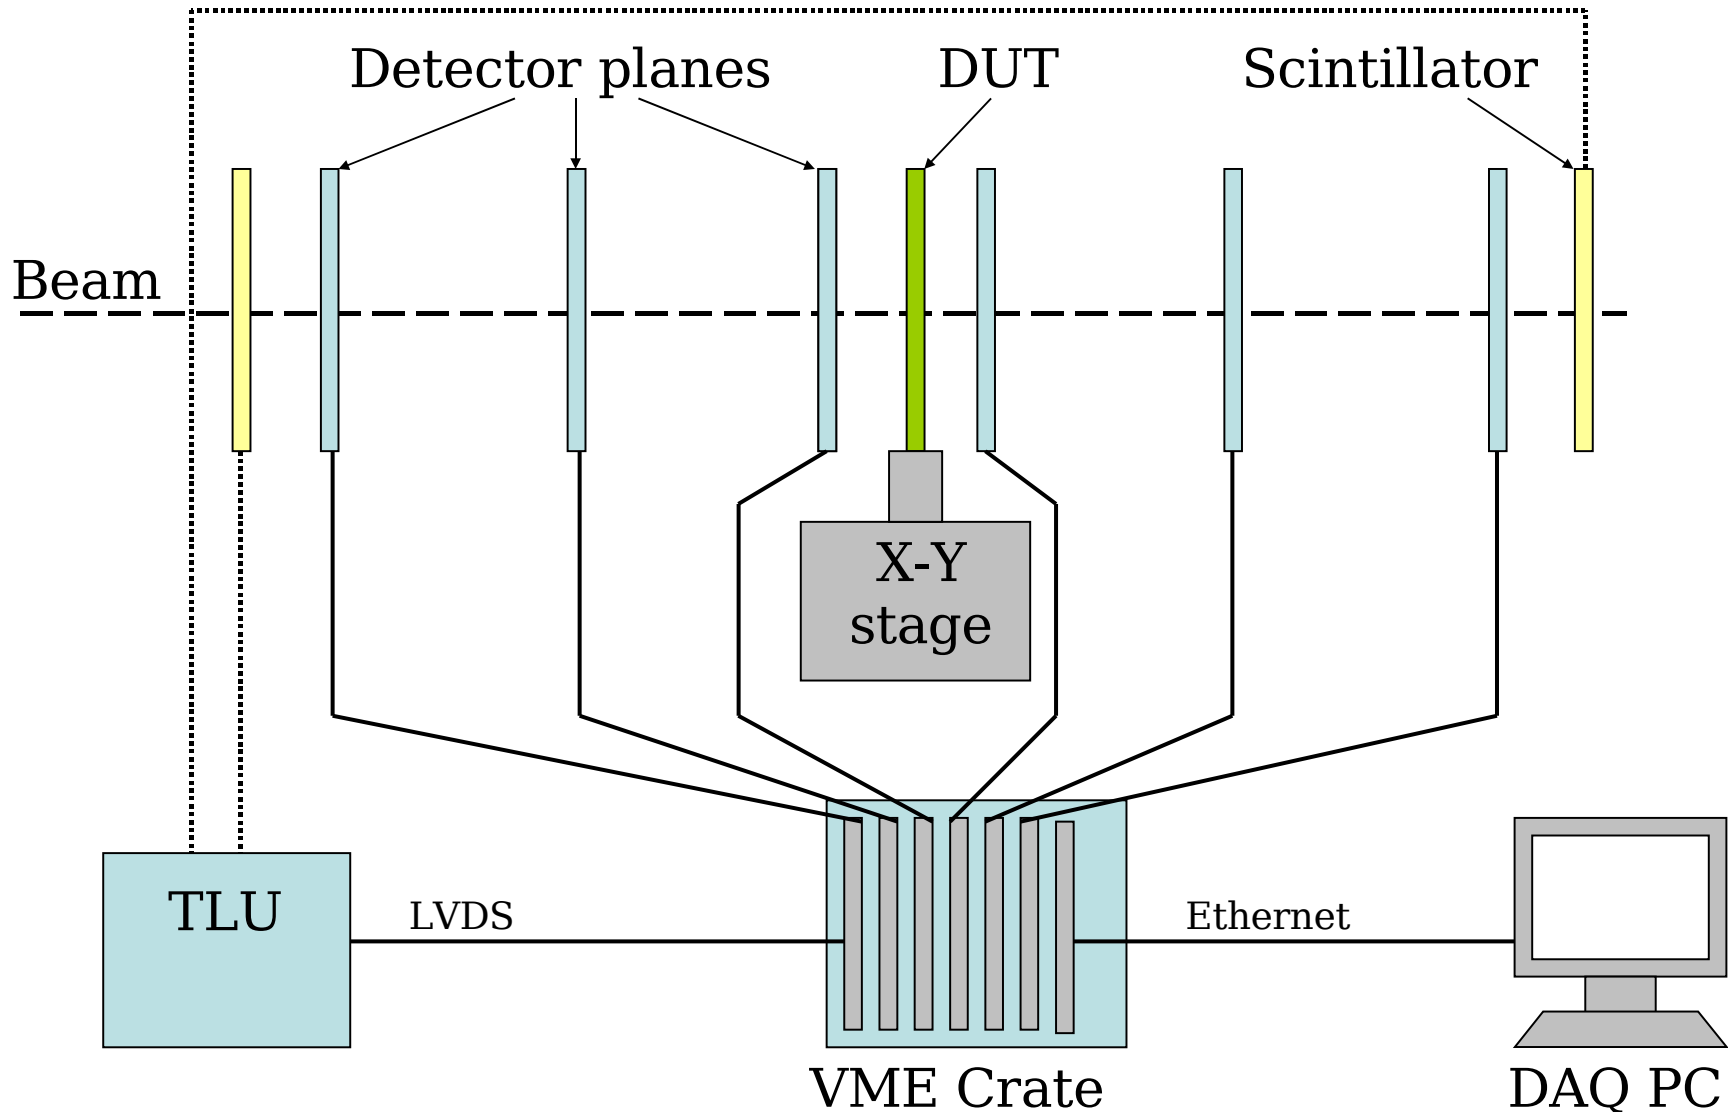 Detector planes
DUT
Scintillator
Beam
X-Y
stage
TLU
LVDS
Ethernet
VME Crate
DAQ PC